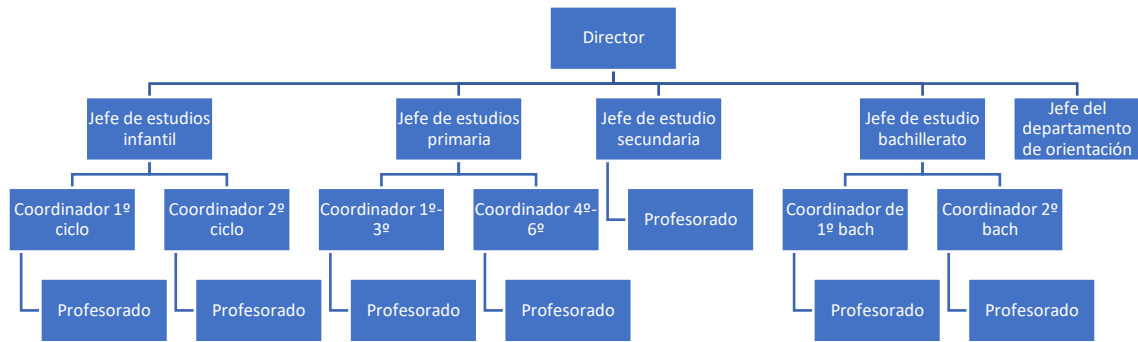 Director
Jefe de estudios
infantil
Jefe de estudios
primaria
Jefe de estudio
secundaria
Jefe de estudio
bachillerato
Jefe del
departamento
de orientación
Coordinador 1º
ciclo
Coordinador 2º
ciclo
Coordinador 1º-
3º
Coordinador 4º-
6º
Profesorado
Coordinador de
1º bach
Coordinador
2º bach
Profesorado
Profesorado
Profesorado
Profesorado
Profesorado
Profesorado